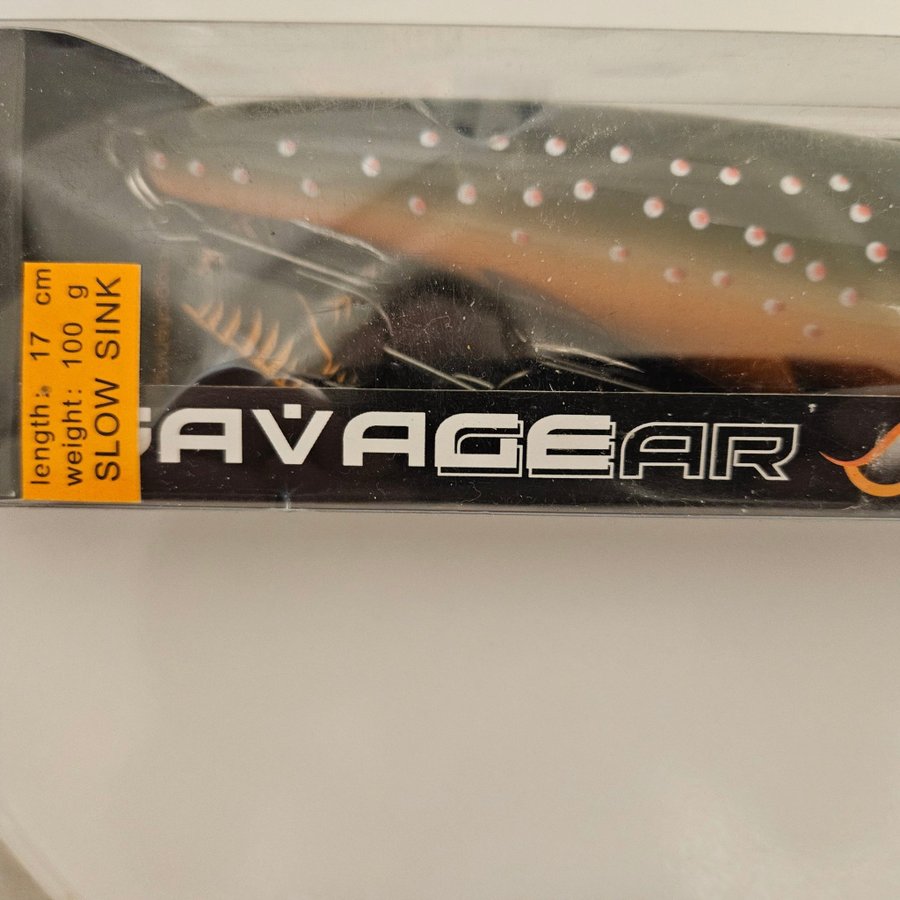 length: 17 cm
weight: 100 g
SLOW SINK
SAVAGEAR